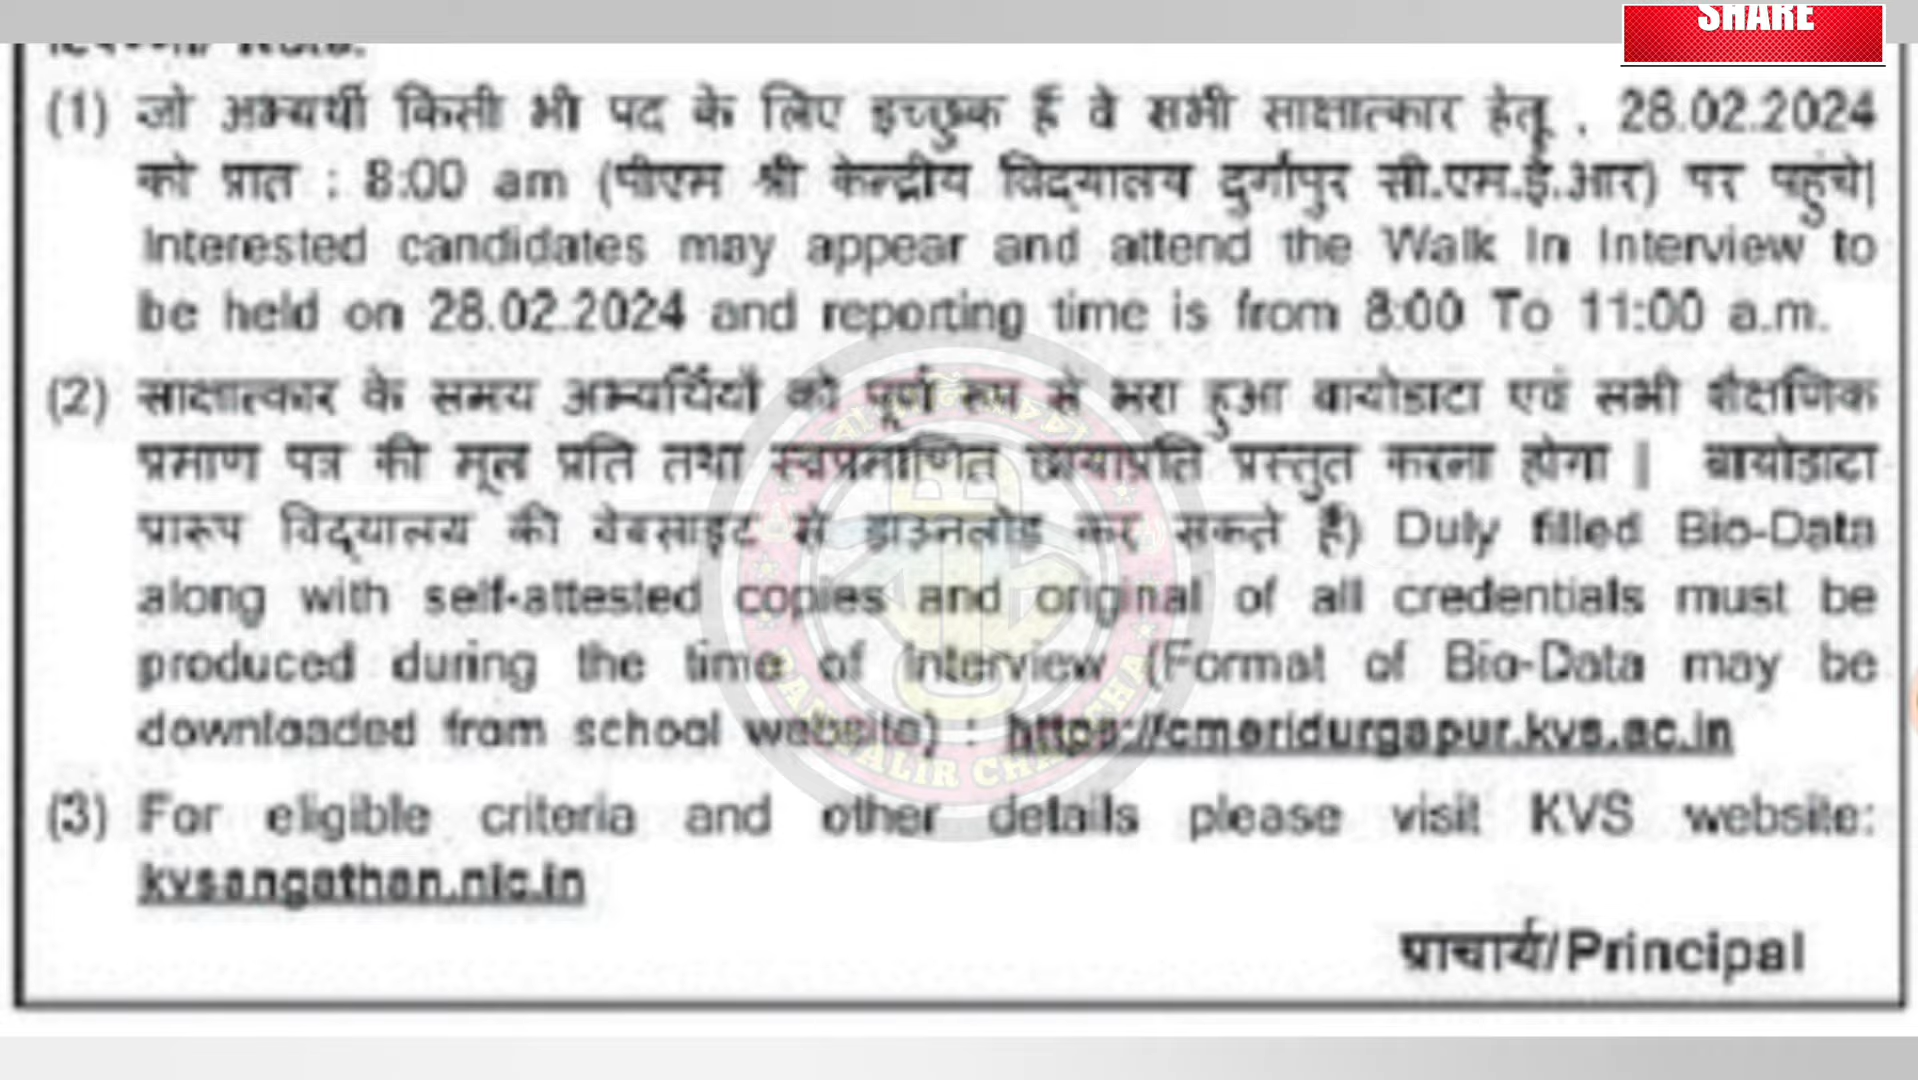 SHARE
टिप्पणी/ Note:
(1) जो अभ्यर्थी किसी भी पद के लिए इच्छुक हैं वे सभी साक्षात्कार हेतू , 28.02.2024
को प्रात : 8:00 am (पीएम श्री केन्द्रीय विद्यालय दुर्गापुर सी.एम.ई.आर) पर पहुंचे|
Interested candidates may appear and attend the Walk In Interview to
be held on 28.02.2024 and reporting time is from 8:00 To 11:00 a.m.
(2) साक्षात्कार के समय अभ्यर्थियों को पूर्ण रूप से भरा हुआ बायोडाटा एवं सभी शैक्षणिक
प्रमाण पत्र की मूल प्रति तथा स्वप्रमाणित छायाप्रति प्रस्तुत करना होगा | बायोडाटा
प्रारूप विद्यालय की वेबसाइट से डाउनलोड कर सकते हैं) Duly filled Bio-Data
along with self-attested copies and original of all credentials must be
produced during the time of Interview (Format of Bio-Data may be
downloaded from school website) : https://cmeridurgapur.kvs.ac.in
(3) For eligible criteria and other details please visit KVS website:
kvsangathan.nic.in
प्राचार्य/Principal